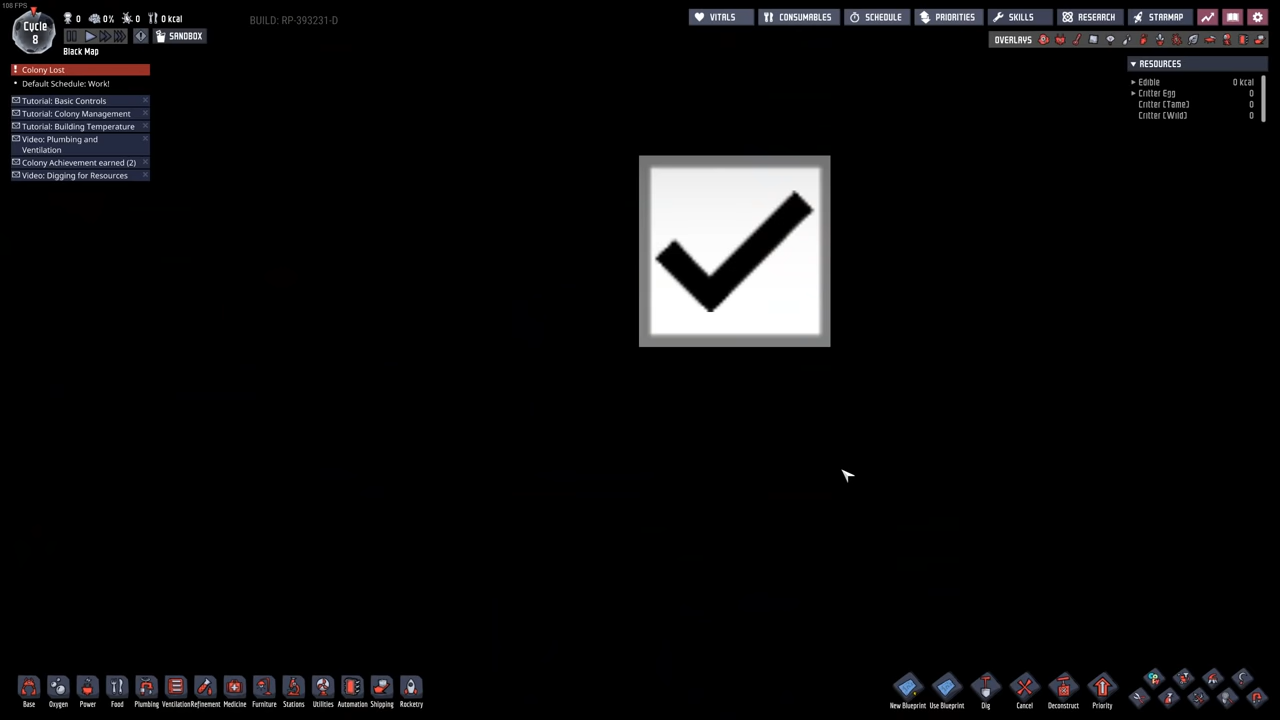 108 FPS
Cycle
8
0
0%
0
0 kcal
BUILD: RP-393231-D
SANDBOX
Black Map
VITALS
CONSUMABLES
SCHEDULE
PRIORITIES
SKILLS
RESEARCH
STARMAP
OVERLAYS
RESOURCES
Edible 0 kcal
Critter Egg 0
Critter (Tame) 0
Critter (Wild) 0
Colony Lost
Default Schedule: Work!
Tutorial: Basic Controls
Tutorial: Colony Management
Tutorial: Building Temperature
Video: Plumbing and
Ventilation
Colony Achievement earned (2)
Video: Digging for Resources
Base
Oxygen
Power
Food
Plumbing
Ventilation
Refinement
Medicine
Furniture
Stations
Utilities
Automation
Shipping
Rocketry
New Blueprint
Use Blueprint
Dig
Cancel
Deconstruct
Priority